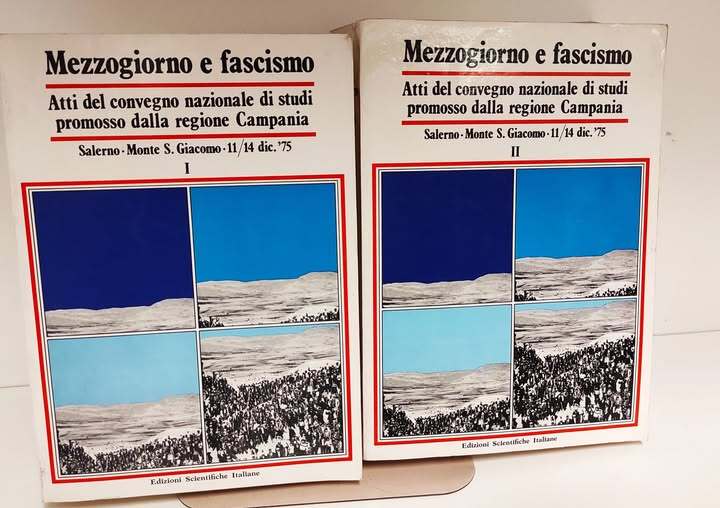 Mezzogiorno e fascismo
Atti del convegno nazionale di studi
promosso dalla regione Campania
Salerno · Monte S. Giacomo · 11/14 dic. '75
I
Edizioni Scientifiche Italiane
Mezzogiorno e fascismo
Atti del convegno nazionale di studi
promosso dalla regione Campania
Salerno · Monte S. Giacomo · 11/14 dic. '75
II
Edizioni Scientifiche Italiane